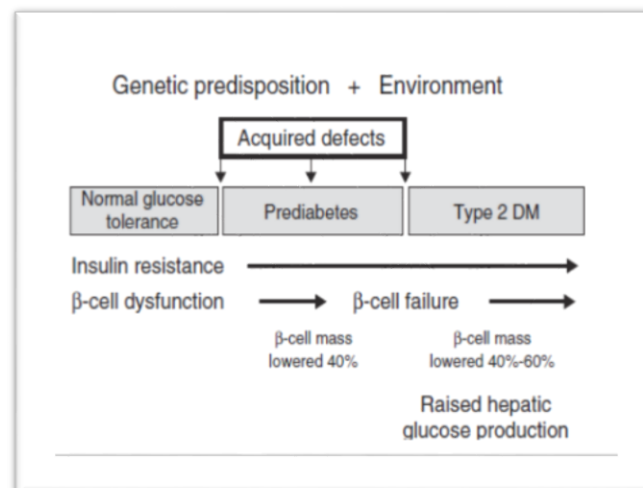 Genetic predisposition + Environment
Acquired defects
Normal glucose tolerance
Prediabetes
Type 2 DM
Insulin resistance
β-cell dysfunction
β-cell failure
β-cell mass
lowered 40%
β-cell mass
lowered 40%-60%
Raised hepatic
glucose production